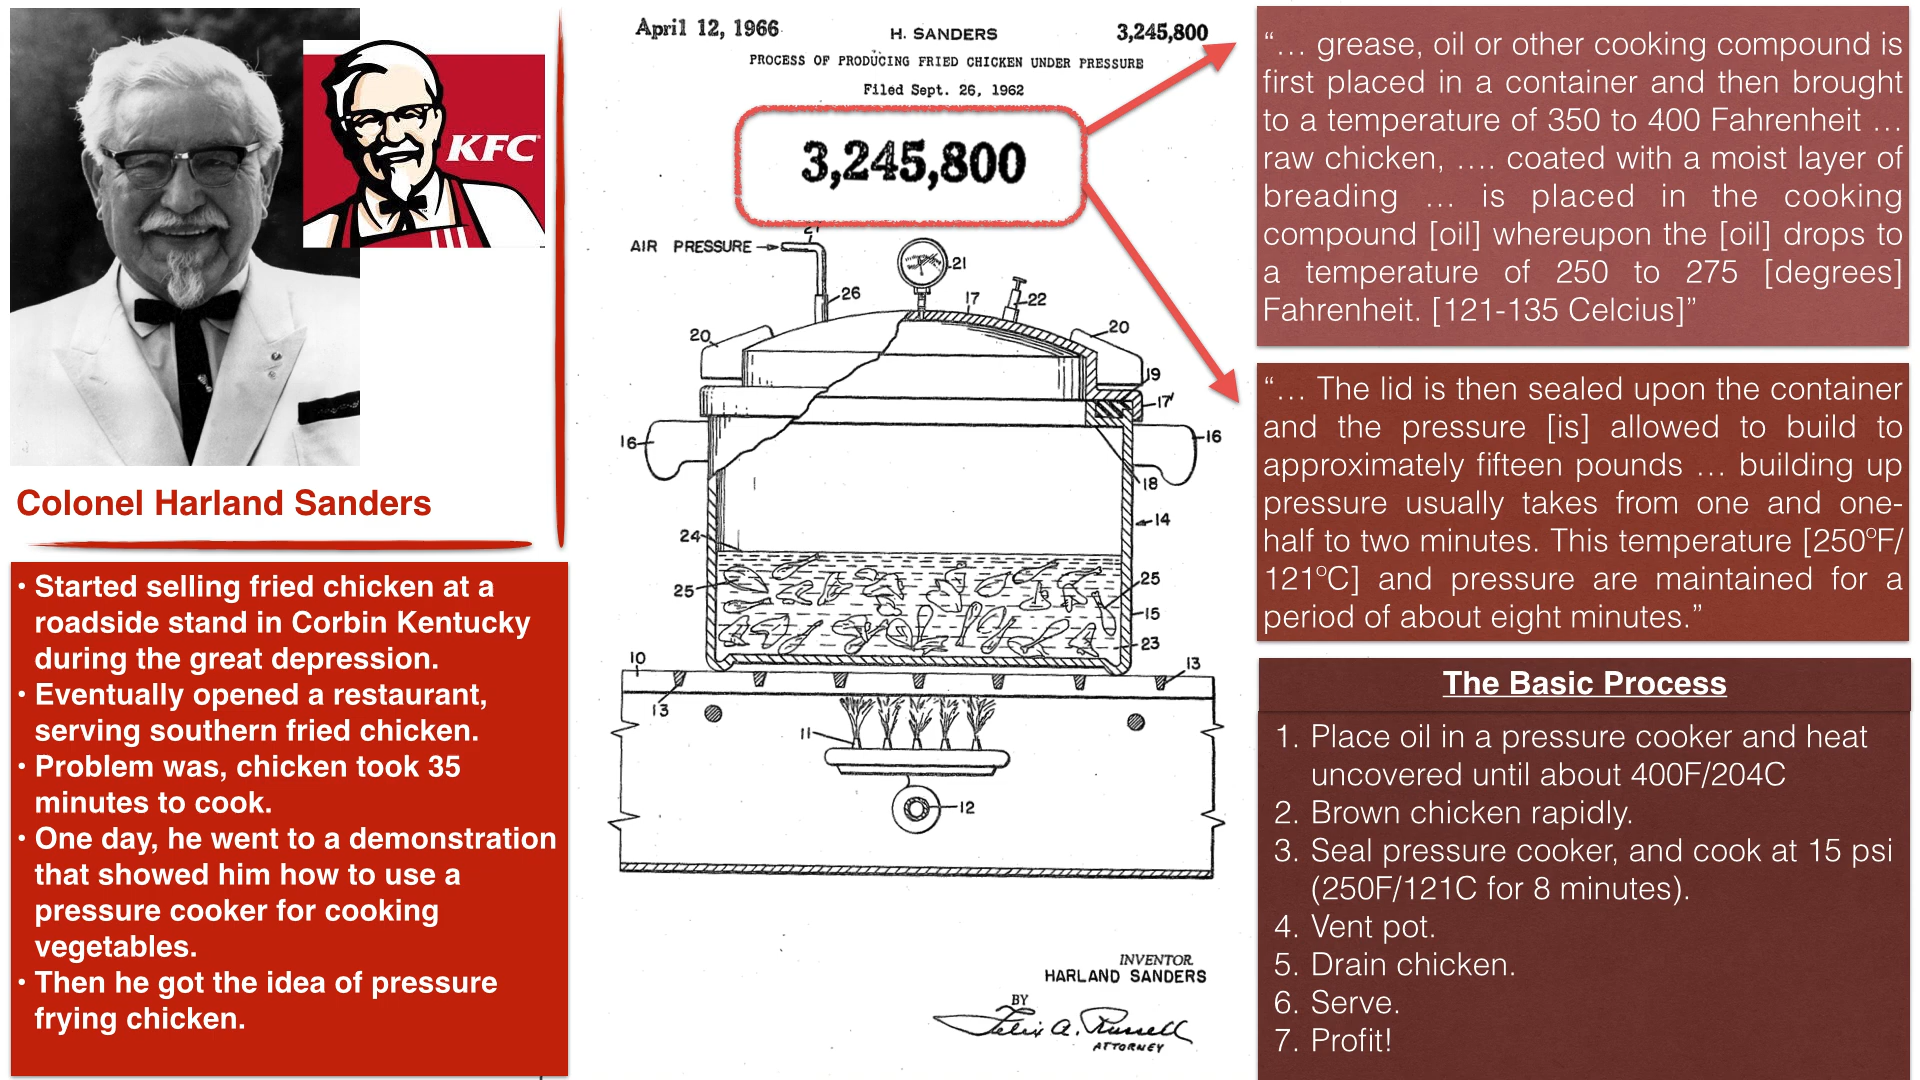 KFC
Colonel Harland Sanders
• Started selling fried chicken at a
roadside stand in Corbin Kentucky
during the great depression.
• Eventually opened a restaurant,
serving southern fried chicken.
• Problem was, chicken took 35
minutes to cook.
• One day, he went to a demonstration
that showed him how to use a
pressure cooker for cooking
vegetables.
• Then he got the idea of pressure
frying chicken.
April 12, 1966 H. SANDERS 3,245,800
PROCESS OF PRODUCING FRIED CHICKEN UNDER PRESSURE
Filed Sept. 26, 1962
3,245,800
27
AIR PRESSURE
21
26
17
22
20
20
19
17'
16
16
18
14
24
25
25
15
23
10
13
13
11
12
INVENTOR
HARLAND SANDERS
BY
Felix A. Russell
ATTORNEY
“… grease, oil or other cooking compound is
first placed in a container and then brought
to a temperature of 350 to 400 Fahrenheit …
raw chicken, …. coated with a moist layer of
breading … is placed in the cooking
compound [oil] whereupon the [oil] drops to
a temperature of 250 to 275 [degrees]
Fahrenheit. [121-135 Celcius]”
“… The lid is then sealed upon the container
and the pressure [is] allowed to build to
approximately fifteen pounds … building up
pressure usually takes from one and one-
half to two minutes. This temperature [250ºF/
121ºC] and pressure are maintained for a
period of about eight minutes.”
The Basic Process
1. Place oil in a pressure cooker and heat
uncovered until about 400F/204C
2. Brown chicken rapidly.
3. Seal pressure cooker, and cook at 15 psi
(250F/121C for 8 minutes).
4. Vent pot.
5. Drain chicken.
6. Serve.
7. Profit!